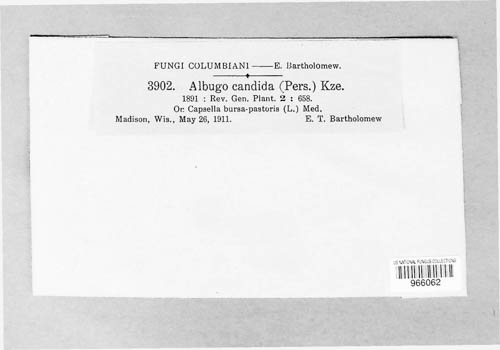 FUNGI COLUMBIANI — E. Bartholomew.
3902. Albugo candida (Pers.) Kze.
1891 : Rev. Gen. Plant. 2 : 658.
Or Capsella bursa-pastoris (L.) Med.
Madison, Wis., May 26, 1911. E. T. Bartholomew
US NATIONAL FUNGUS COLLECTIONS
966062